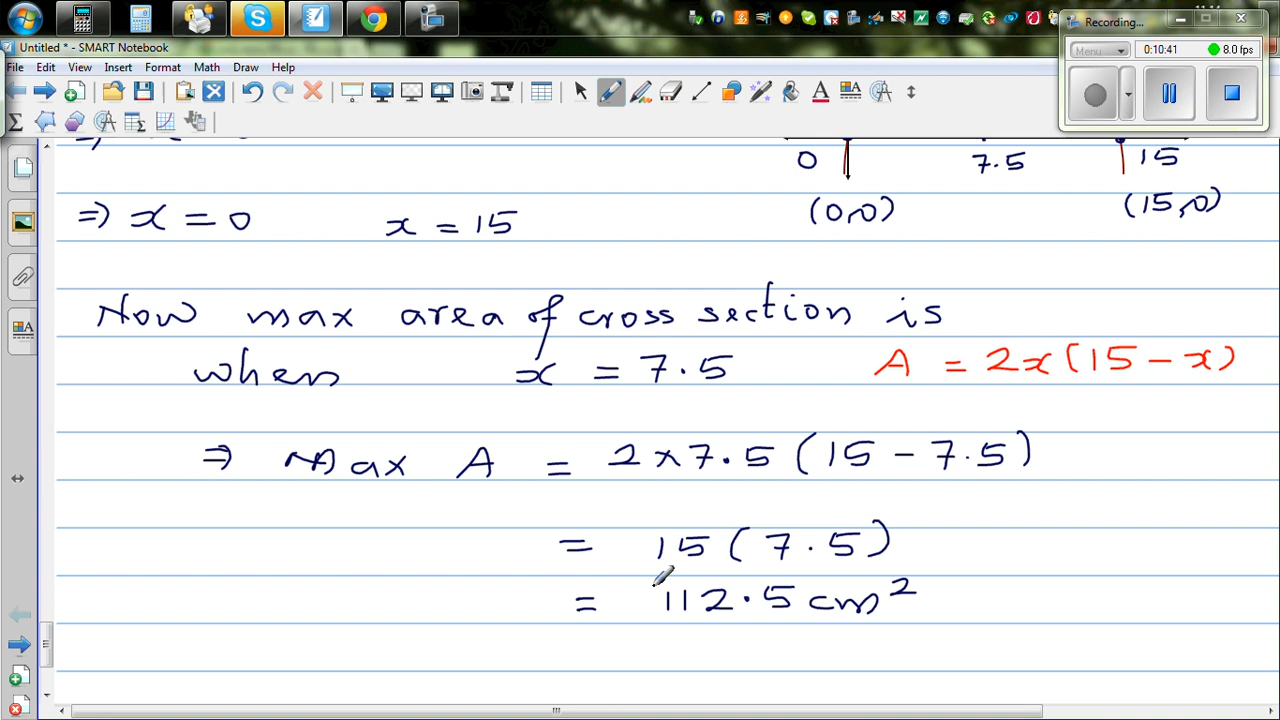 Untitled * - SMART Notebook
File Edit View Insert Format Math Draw Help
Recording...
Menu 0:10:41 8.0 fps
0 7.5 15
(0,0) (15,0)
⇒ x = 0 x = 15
Now max area of cross section is
when x = 7.5 A = 2x(15 - x)
⇒ Max A = 2 x 7.5 (15 - 7.5)
= 15 (7.5)
= 112.5 cm²